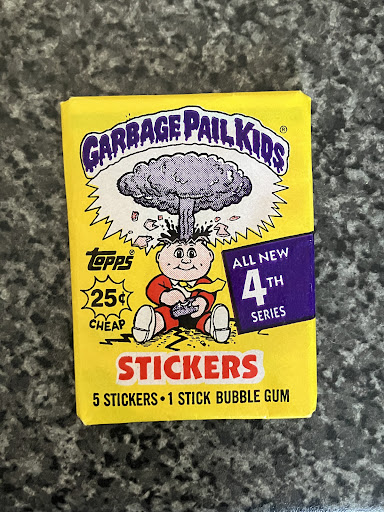 GARBAGE PAIL KIDS®
topps®
25¢
CHEAP
ALL NEW
4TH
SERIES
STICKERS
5 STICKERS • 1 STICK BUBBLE GUM